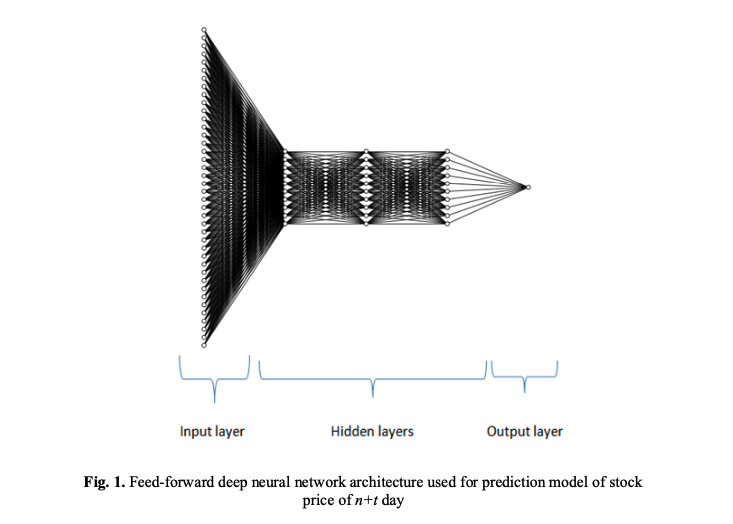 Input layer
Hidden layers
Output layer
Fig. 1. Feed-forward deep neural network architecture used for prediction model of stock
price of n+t day